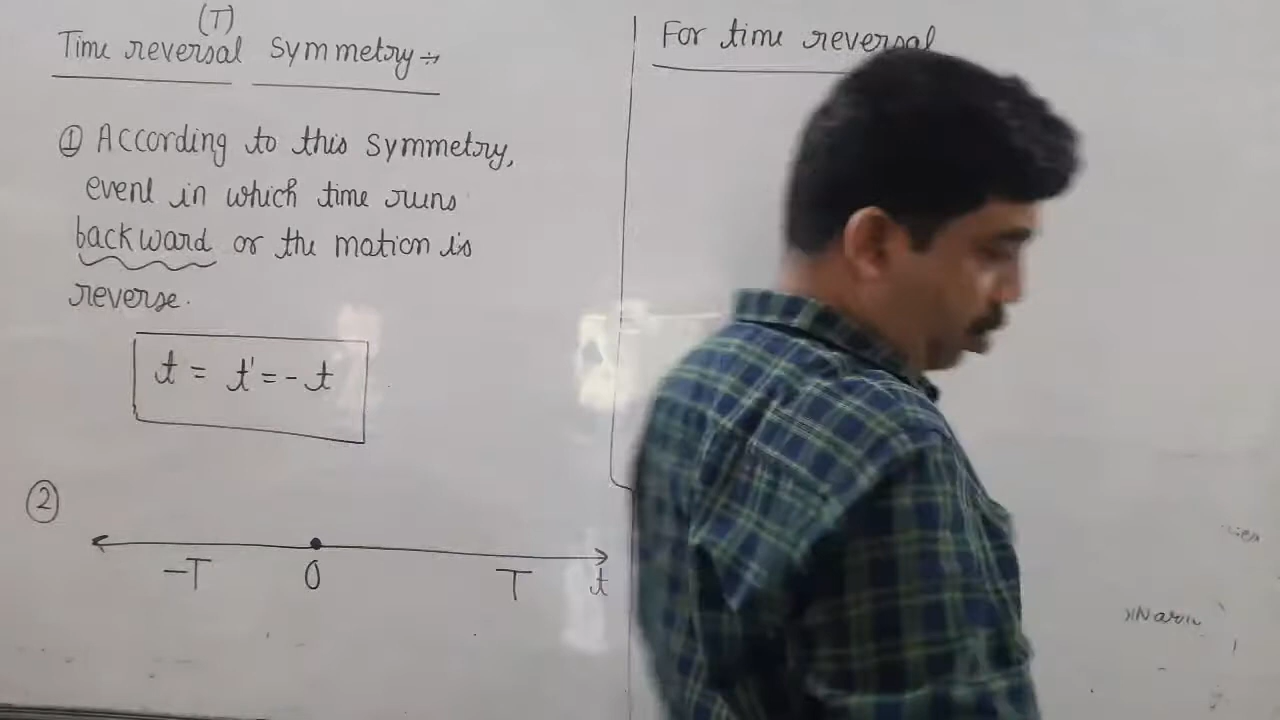 (T)
Time reversal symmetry :-
① According to this symmetry,
event in which time runs
backward or the motion is
reverse.
t = t' = - t
②
-T 0 T t
For time reversal